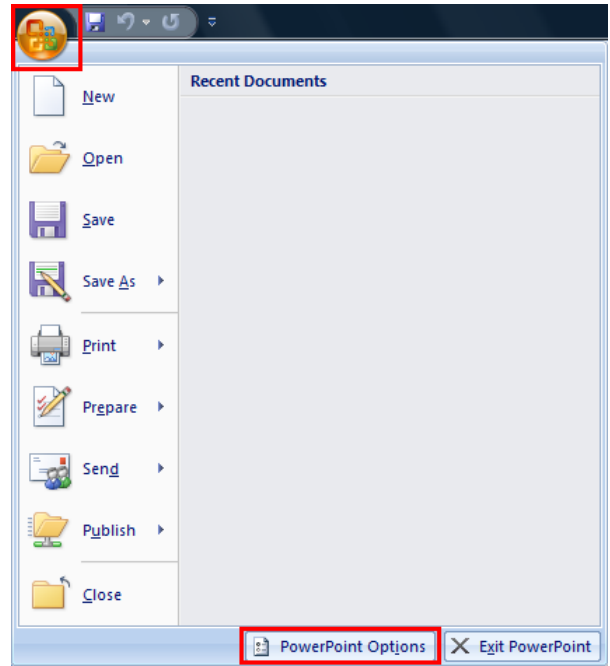 Recent Documents
New
Open
Save
Save As
Print
Prepare
Send
Publish
Close
PowerPoint Options
Exit PowerPoint